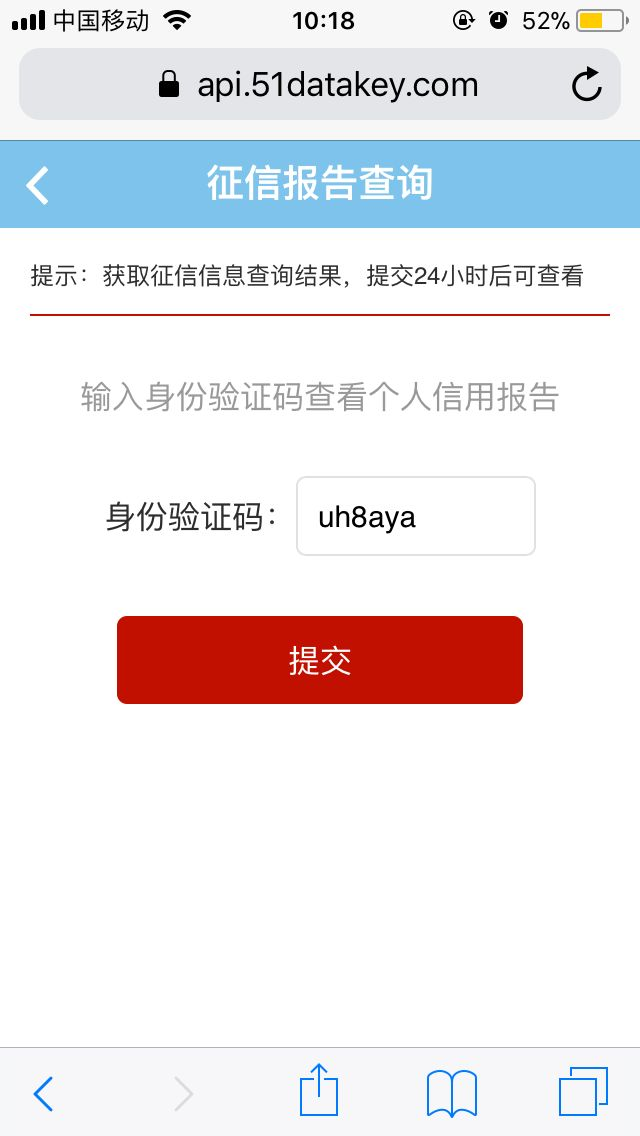 中国移动 10:18 52%
api.51datakey.com
征信报告查询
提示：获取征信信息查询结果，提交24小时后可查看
输入身份验证码查看个人信用报告
身份验证码： uh8aya
提交